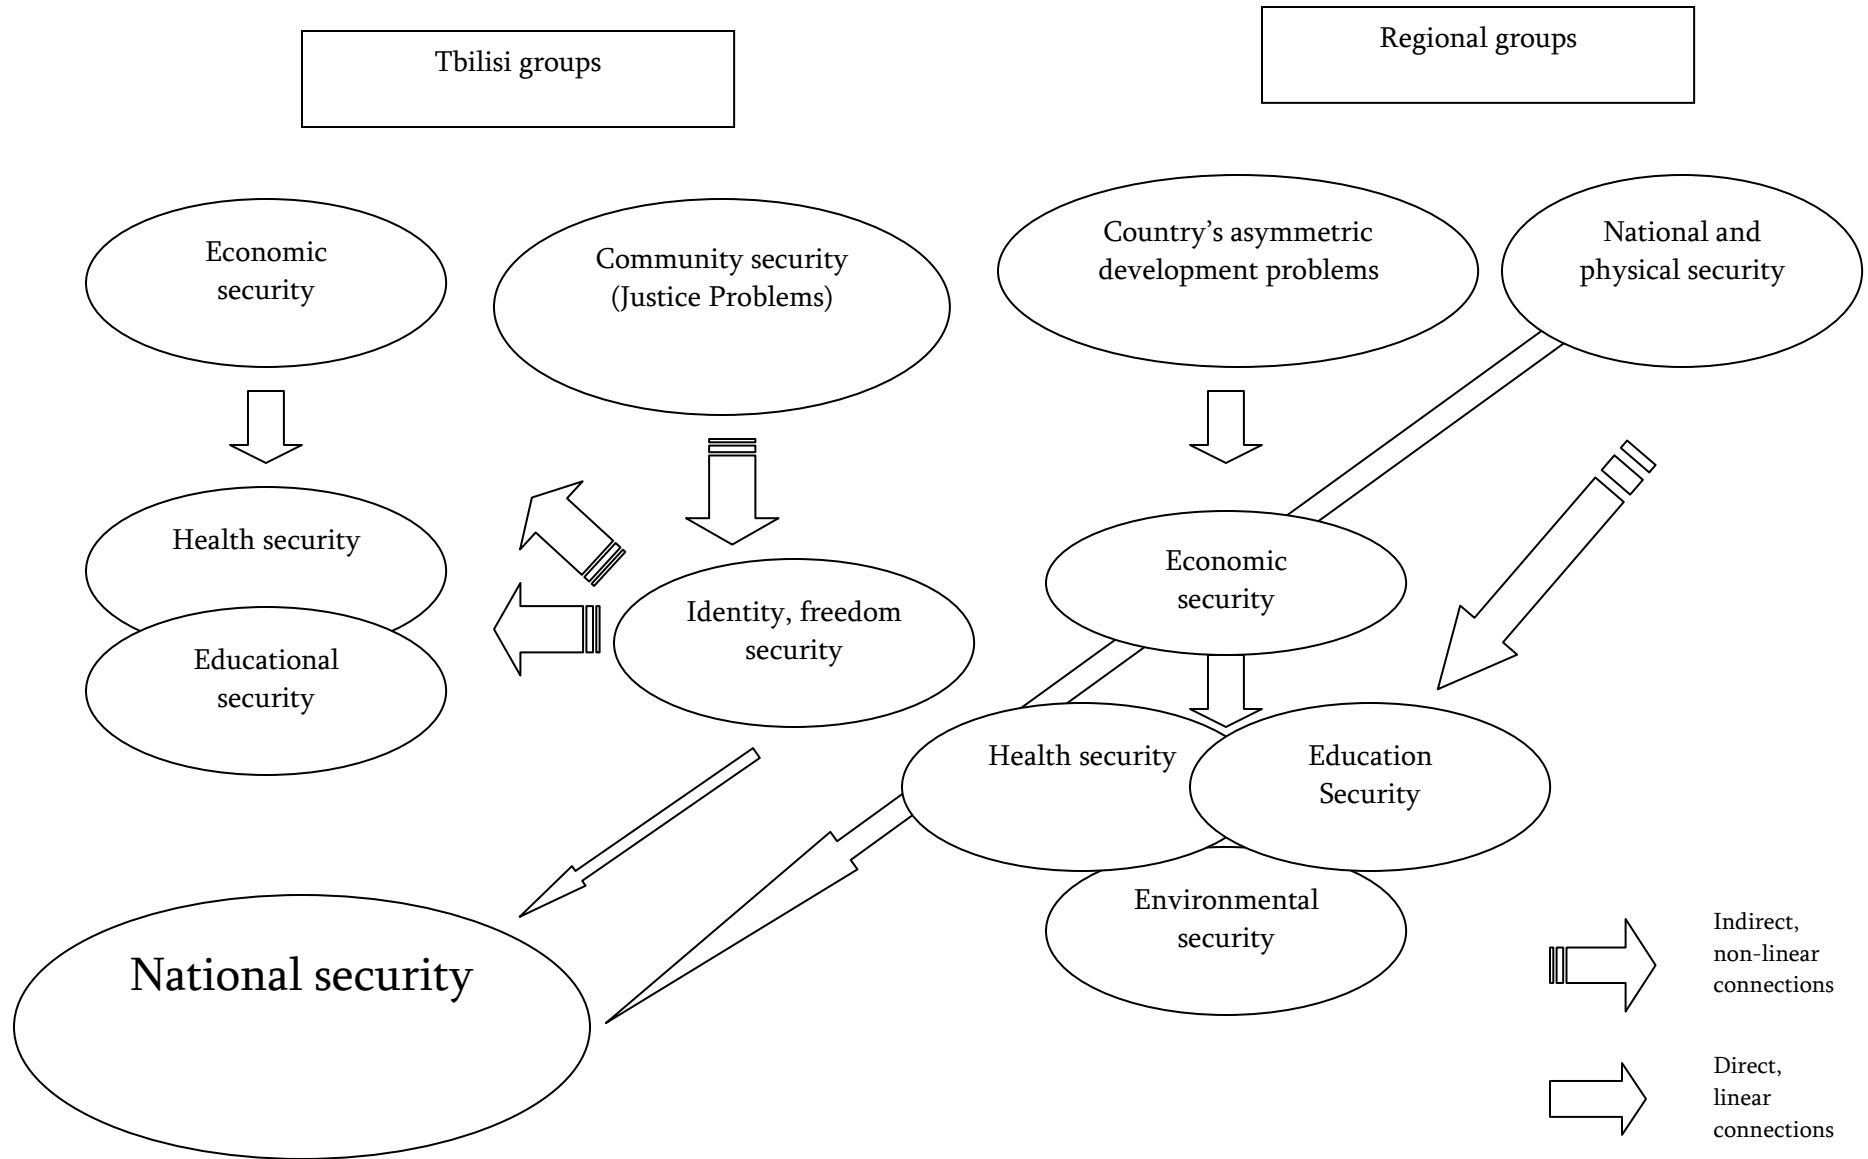 Tbilisi groups
Regional groups
Economic
security
Community security
(Justice Problems)
Country’s asymmetric
development problems
National and
physical security
Health security
Educational
security
Identity, freedom
security
Economic
security
Health security
Education
Security
Environmental
security
National security
Indirect,
non-linear
connections
Direct,
linear
connections